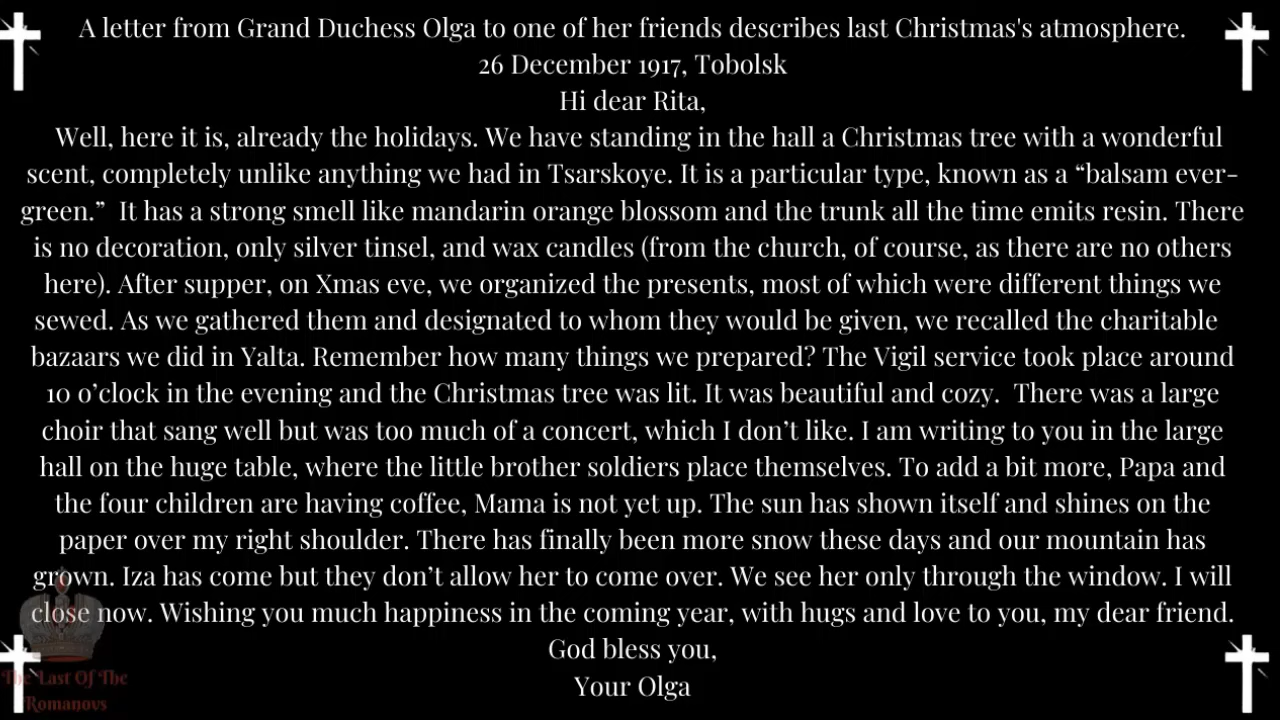 A letter from Grand Duchess Olga to one of her friends describes last Christmas's atmosphere.
26 December 1917, Tobolsk
Hi dear Rita,
Well, here it is, already the holidays. We have standing in the hall a Christmas tree with a wonderful
scent, completely unlike anything we had in Tsarskoye. It is a particular type, known as a “balsam ever-
green.”  It has a strong smell like mandarin orange blossom and the trunk all the time emits resin. There
is no decoration, only silver tinsel, and wax candles (from the church, of course, as there are no others
here). After supper, on Xmas eve, we organized the presents, most of which were different things we
sewed. As we gathered them and designated to whom they would be given, we recalled the charitable
bazaars we did in Yalta. Remember how many things we prepared? The Vigil service took place around
10 o’clock in the evening and the Christmas tree was lit. It was beautiful and cozy.  There was a large
choir that sang well but was too much of a concert, which I don’t like. I am writing to you in the large
hall on the huge table, where the little brother soldiers place themselves. To add a bit more, Papa and
the four children are having coffee, Mama is not yet up. The sun has shown itself and shines on the
paper over my right shoulder. There has finally been more snow these days and our mountain has
grown. Iza has come but they don’t allow her to come over. We see her only through the window. I will
close now. Wishing you much happiness in the coming year, with hugs and love to you, my dear friend.
God bless you,
Your Olga
The Last Of The
Romanovs